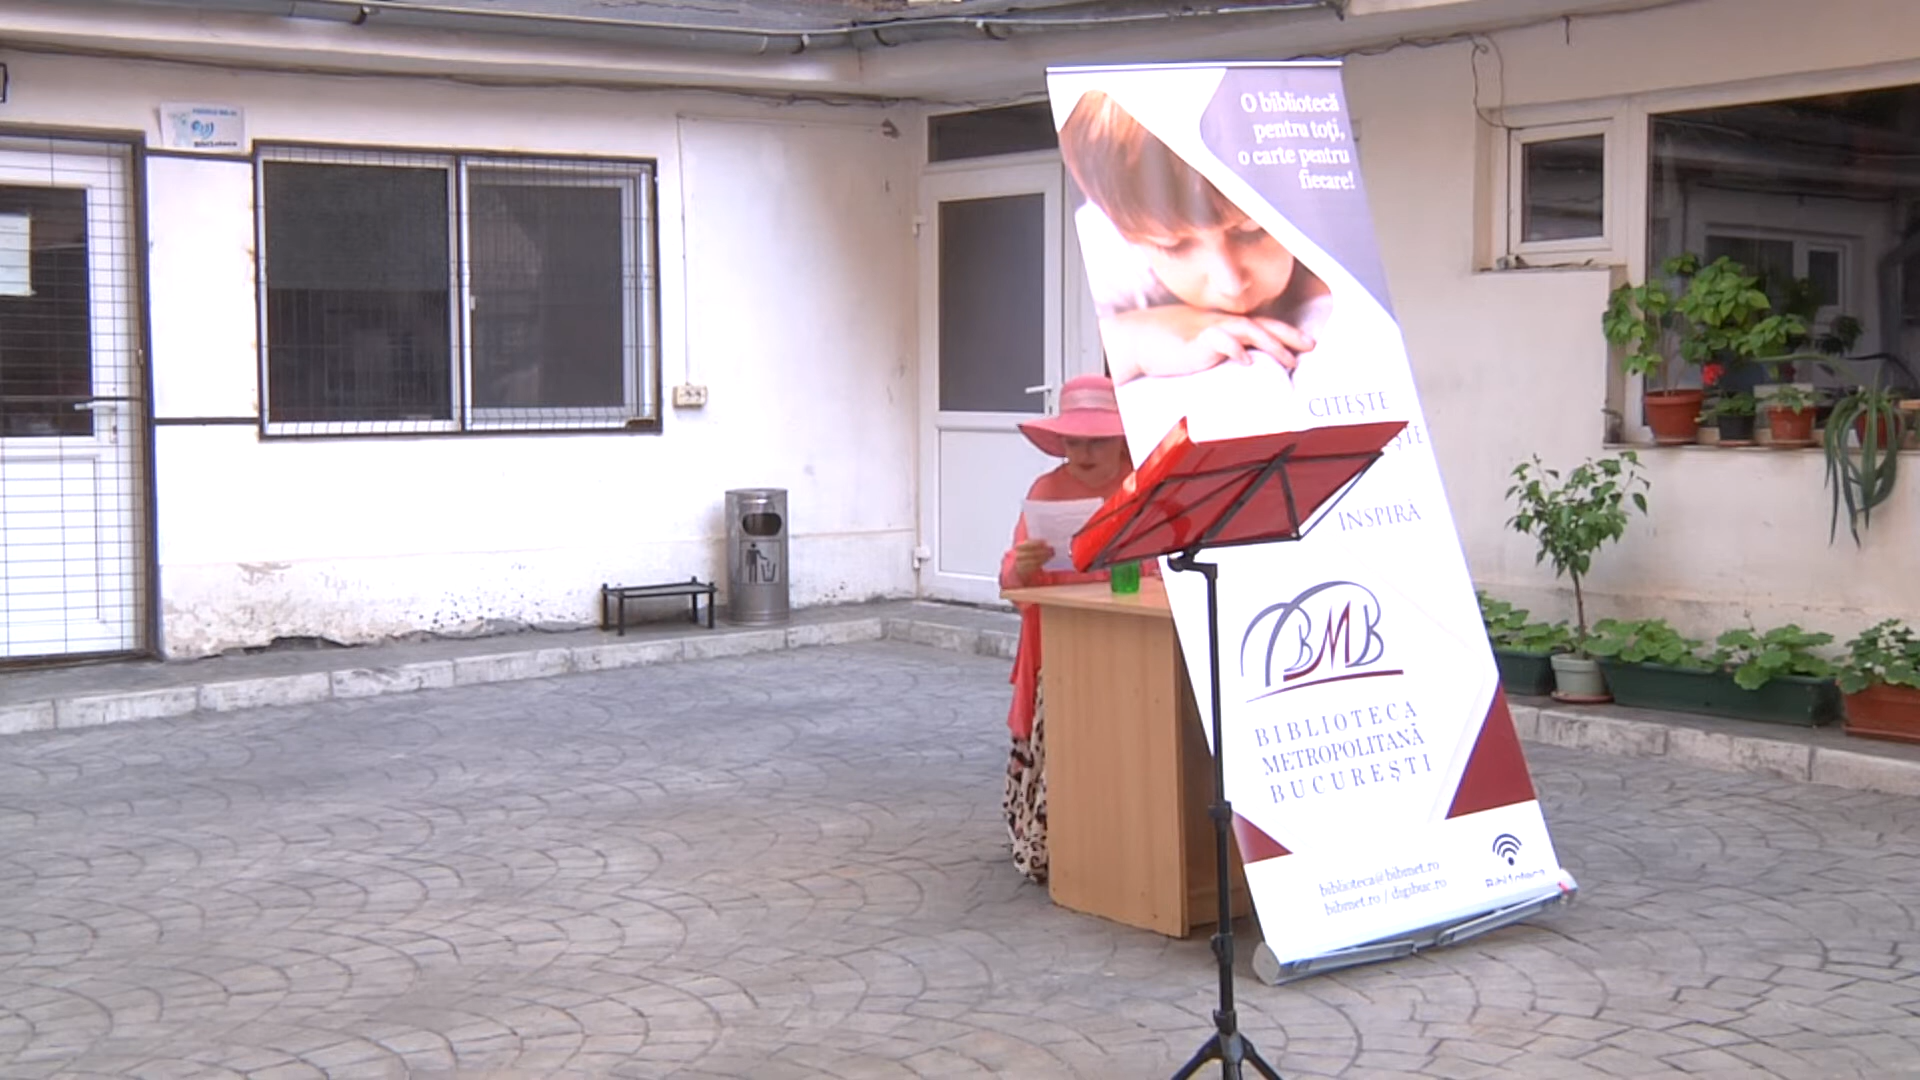 O bibliotecă
pentru toți,
o carte pentru
fiecare!
CITEȘTE
INSPIRĂ
BMB
BIBLIOTECA
METROPOLITANĂ
BUCUREȘTI
biblioteca@bibmet.ro
bibmet.ro / digibuc.ro
Biblioteca